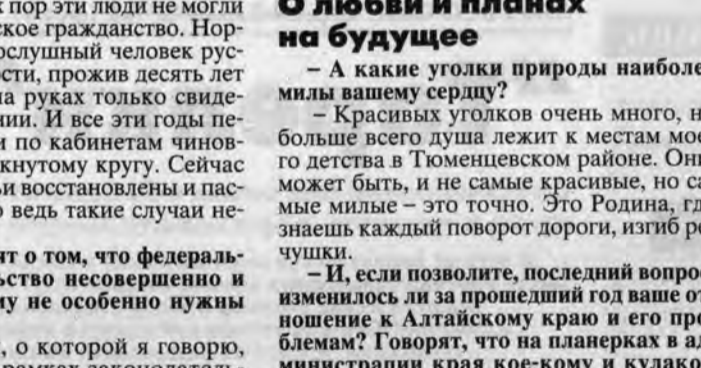 х пор эти люди не могли
ское гражданство. Нор-
ослушный человек рус-
ости, прожив десять лет
на руках только свиде-
нии. И все эти годы пе-
и по кабинетам чинов-
кнутому кругу. Сейчас
ьи восстановлены и пас-
о ведь такие случаи не-
ят о том, что федераль-
ьство несовершенно и
му не особенно нужны
, о которой я говорю,
рамках законодатель-
О любви и планах
на будущее
– А какие уголки природы наиболе
милы вашему сердцу?
– Красивых уголков очень много, н
больше всего душа лежит к местам мое
го детства в Тюменцевском районе. Они
может быть, и не самые красивые, но са
мые милые – это точно. Это Родина, гд
знаешь каждый поворот дороги, изгиб ре
чушки.
– И, если позволите, последний вопро
изменилось ли за прошедший год ваше от
ношение к Алтайскому краю и его про
блемам? Говорят, что на планерках в ад
министрации края кое-кому и кулако